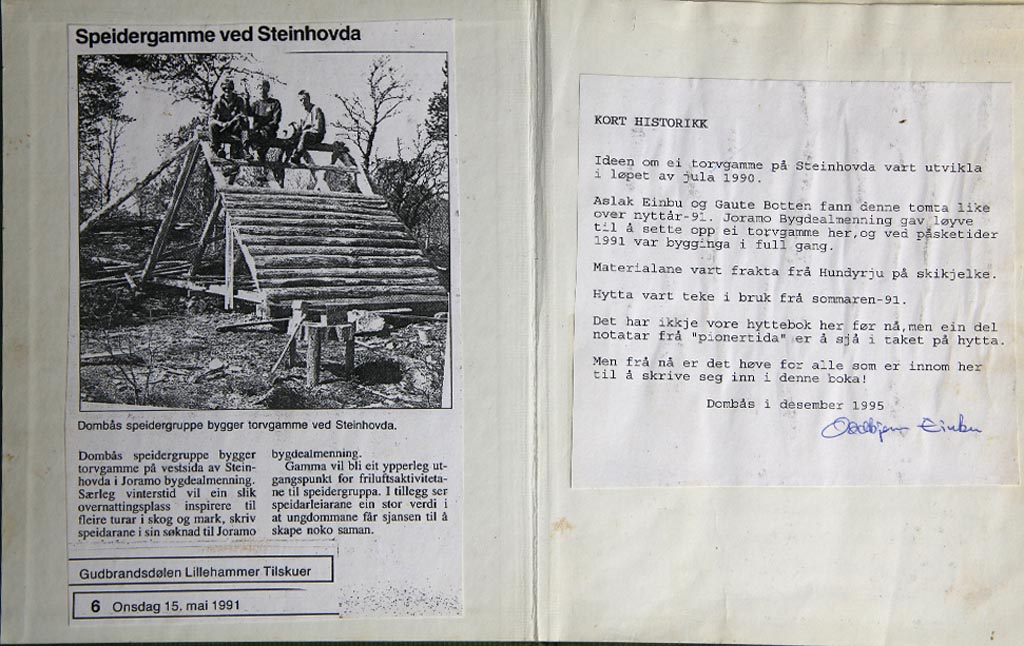 Speidergamme ved Steinhovda
Dombås speidergruppe bygger torvgamme ved Steinhovda.
Dombås speidergruppe bygger
torvgamme på vestsida av Stein-
hovda i Joramo bygdealmenning.
Særleg vinterstid vil ein slik
overnattingsplass inspirere til
fleire turar i skog og mark, skriv
speidarane i sin søknad til Joramo
bygdealmenning.
Gamma vil bli eit ypperleg ut-
gangspunkt for friluftsaktiviteta-
ne til speidergruppa. I tillegg ser
speidarleiarane ein stor verdi i
at ungdommane får sjansen til å
skape noko saman.
Gudbrandsdølen Lillehammer Tilskuer
6 Onsdag 15. mai 1991
KORT HISTORIKK
Ideen om ei torvgamme på Steinhovda vart utvikla
i løpet av jula 1990.
Aslak Einbu og Gaute Botten fann denne tomta like
over nyttår-91. Joramo Bygdealmenning gav løyve
til å sette opp ei torvgamme her,og ved påsketider
1991 var bygginga i full gang.
Materialane vart frakta frå Hundyrju på skikjelke.
Hytta vart teke i bruk frå sommaren-91.
Det har ikkje vore hyttebok her før nå,men ein del
notatar frå "pionertida" er å sjå i taket på hytta.
Men frå nå er det høve for alle som er innom her
til å skrive seg inn i denne boka!
Dombås i desember 1995
Oddbjørn Einbu